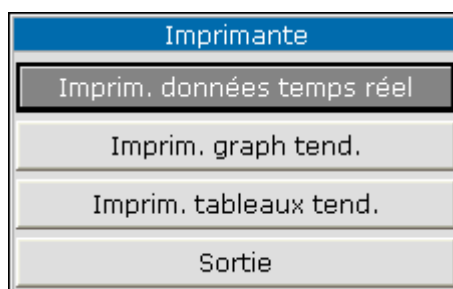 Imprimante
Imprim. données temps réel
Imprim. graph tend.
Imprim. tableaux tend.
Sortie